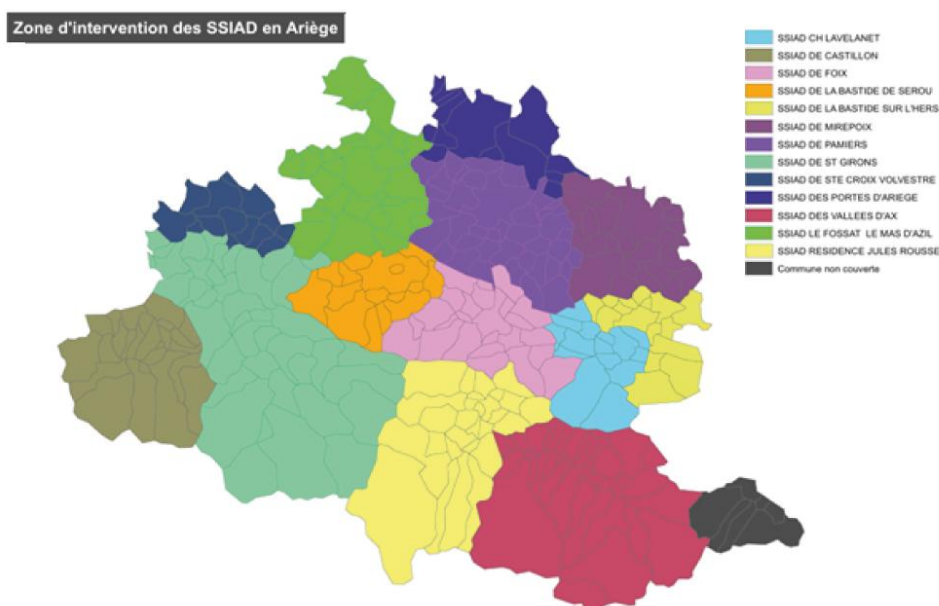 Zone d'intervention des SSIAD en Ariège
SSIAD CH LAVELANET
SSIAD DE CASTILLON
SSIAD DE FOIX
SSIAD DE LA BASTIDE DE SEROU
SSIAD DE LA BASTIDE SUR L'HERS
SSIAD DE MIREPOIX
SSIAD DE PAMIERS
SSIAD DE ST GIRONS
SSIAD DE STE CROIX VOLVESTRE
SSIAD DES PORTES D'ARIEGE
SSIAD DES VALLEES D'AX
SSIAD LE FOSSAT LE MAS D'AZIL
SSIAD RESIDENCE JULES ROUSSE
Commune non couverte